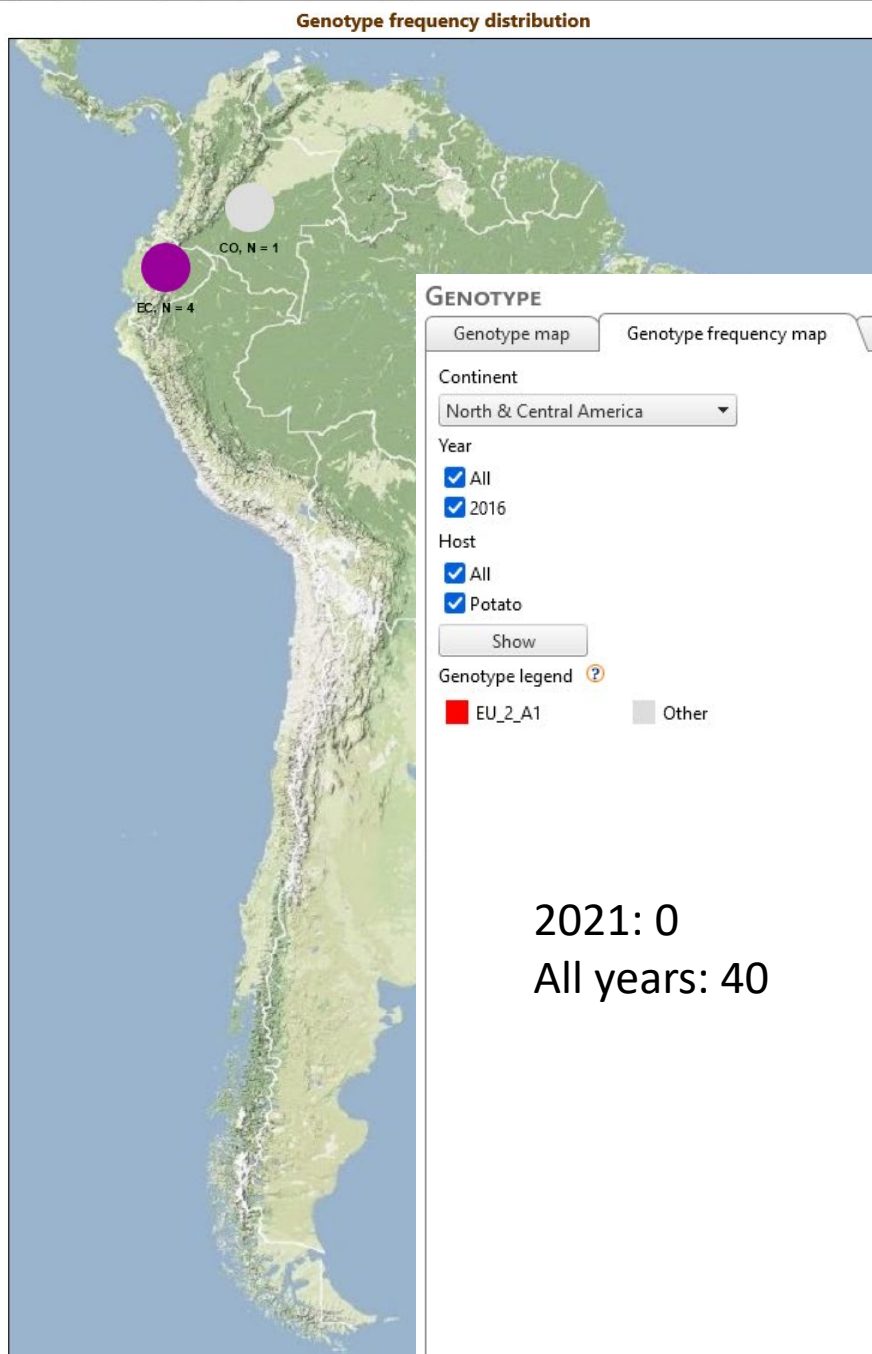 Genotype frequency distribution
CO, N = 1
EC, N = 4
GENOTYPE
Genotype map
Genotype frequency map
Continent
North & Central America
Year
All
2016
Host
All
Potato
Show
Genotype legend ?
EU_2_A1
Other
2021: 0
All years: 40